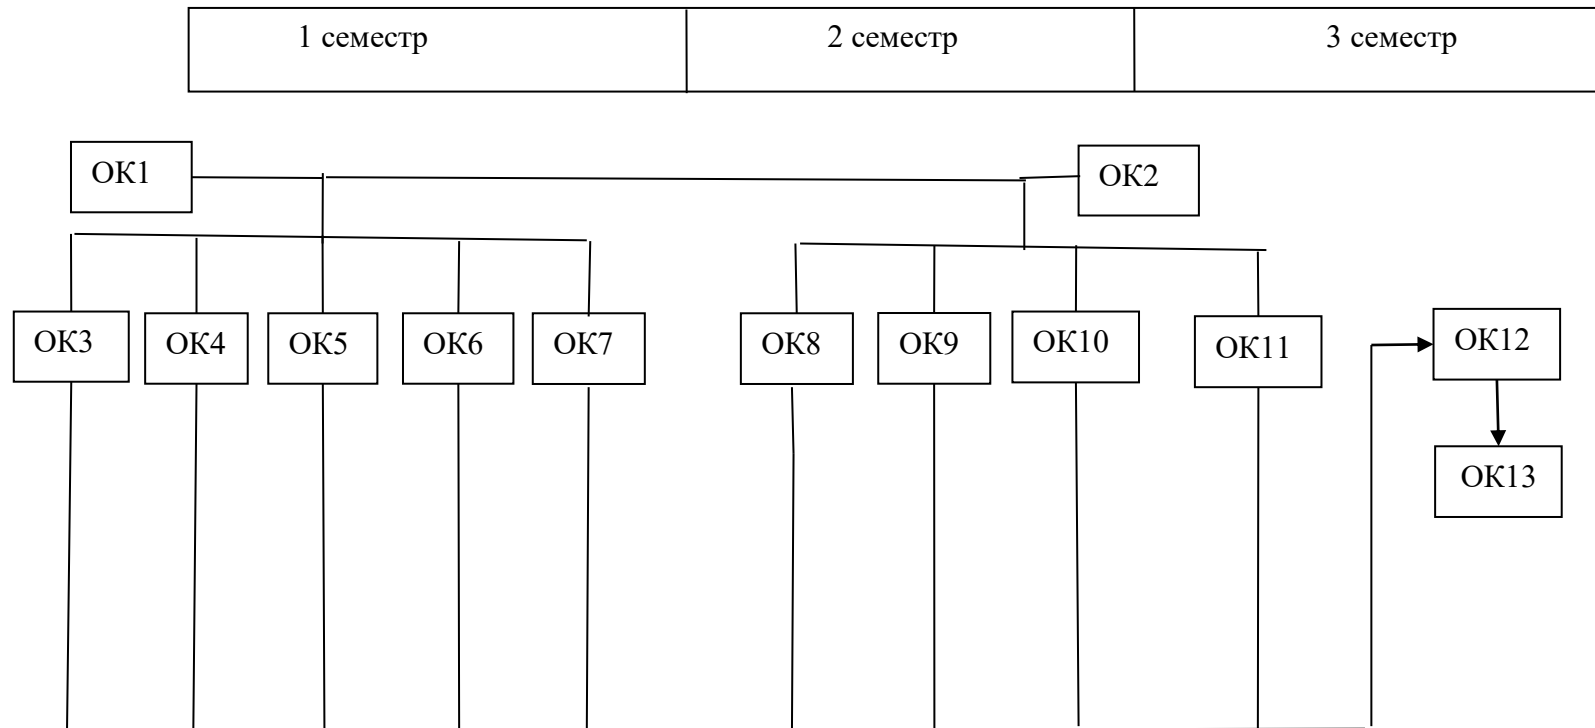 1 семестр
2 семестр
3 семестр
ОК1
ОК2
ОК3
ОК4
ОК5
ОК6
ОК7
ОК8
ОК9
ОК10
ОК11
ОК12
ОК13